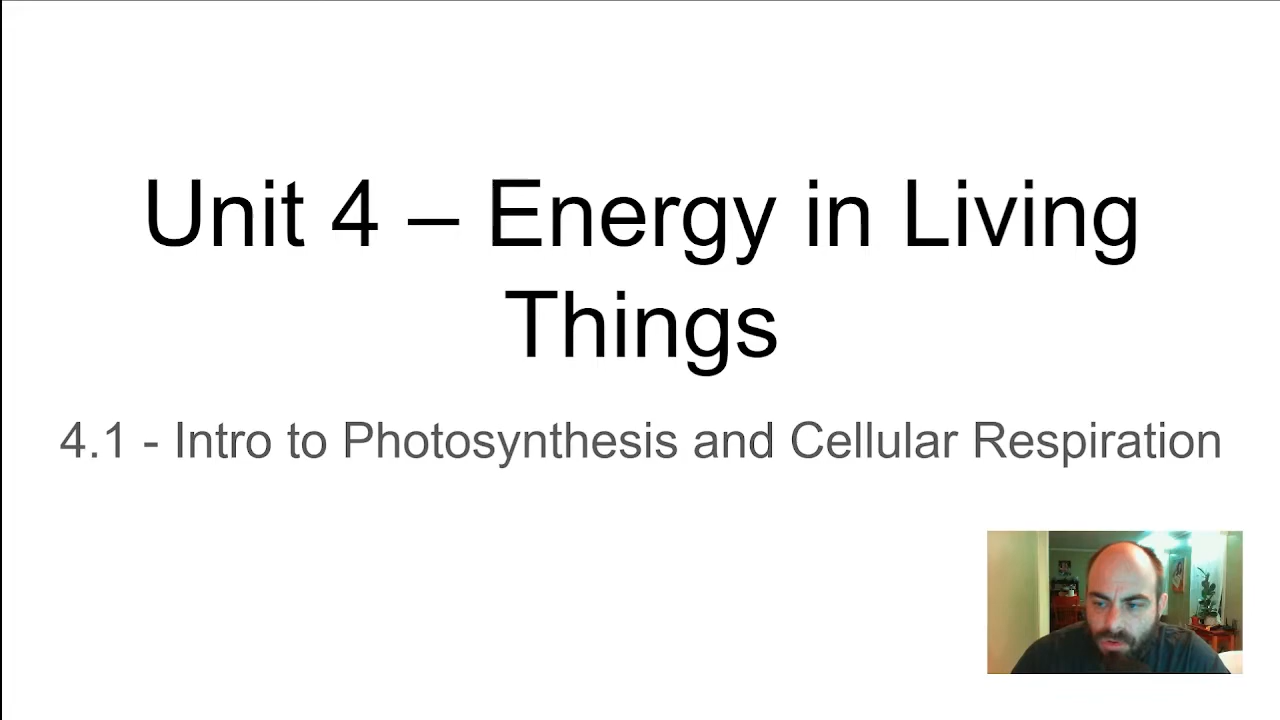 Unit 4 – Energy in Living
Things
4.1 - Intro to Photosynthesis and Cellular Respiration